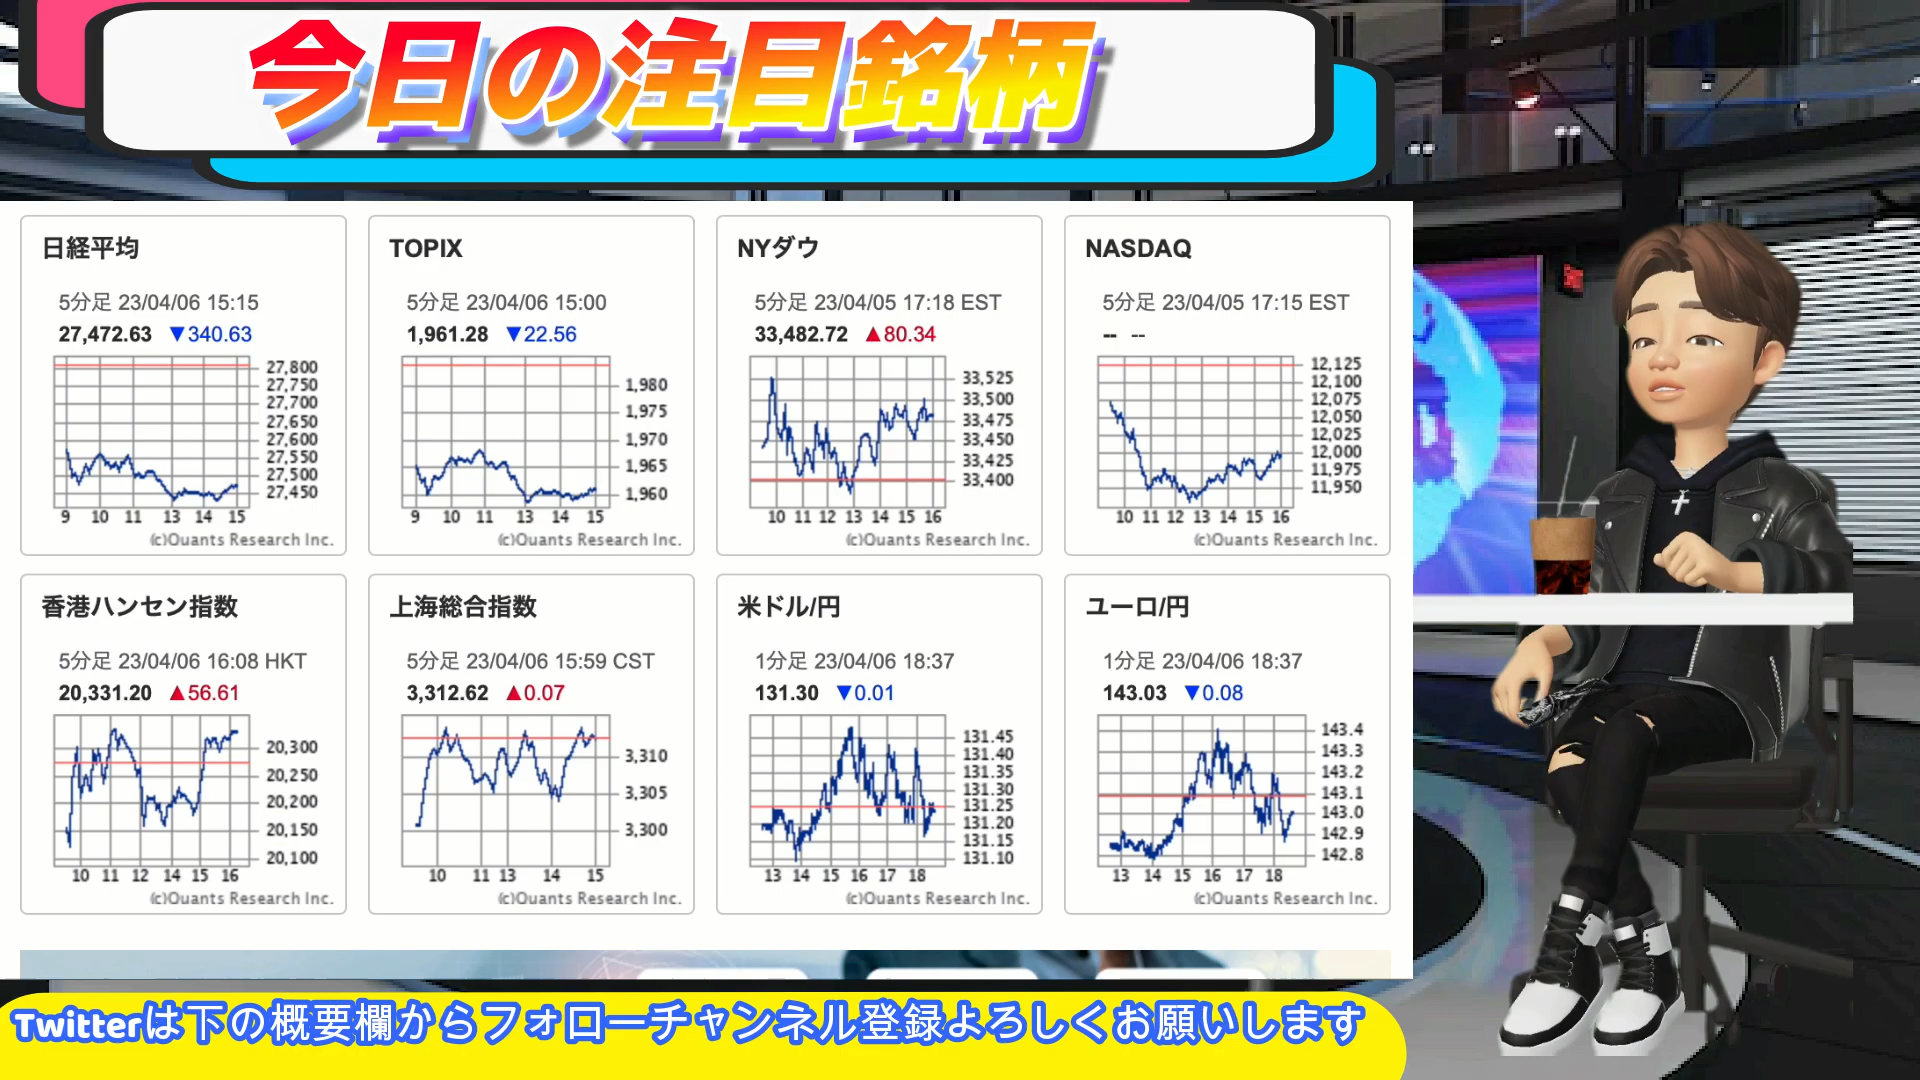 今日の注目銘柄
日経平均
5分足 23/04/06 15:15
27,472.63 ▼340.63
27,800
27,750
27,700
27,650
27,600
27,550
27,500
27,450
9 10 11 13 14 15
(c)Quants Research Inc.
TOPIX
5分足 23/04/06 15:00
1,961.28 ▼22.56
1,980
1,975
1,970
1,965
1,960
9 10 11 13 14 15
(c)Quants Research Inc.
NYダウ
5分足 23/04/05 17:18 EST
33,482.72 ▲80.34
33,525
33,500
33,475
33,450
33,425
33,400
10 11 12 13 14 15 16
(c)Quants Research Inc.
NASDAQ
5分足 23/04/05 17:15 EST
-- --
12,125
12,100
12,075
12,050
12,025
12,000
11,975
11,950
10 11 12 13 14 15 16
(c)Quants Research Inc.
香港ハンセン指数
5分足 23/04/06 16:08 HKT
20,331.20 ▲56.61
20,300
20,250
20,200
20,150
20,100
10 11 12 13 14 15 16
(c)Quants Research Inc.
上海総合指数
5分足 23/04/06 15:59 CST
3,312.62 ▲0.07
3,310
3,305
3,300
10 11 13 14 15
(c)Quants Research Inc.
米ドル/円
1分足 23/04/06 18:37
131.30 ▼0.01
131.45
131.40
131.35
131.30
131.25
131.20
131.15
131.10
13 14 15 16 17 18
(c)Quants Research Inc.
ユーロ/円
1分足 23/04/06 18:37
143.03 ▼0.08
143.4
143.3
143.2
143.1
143.0
142.9
142.8
13 14 15 16 17 18
(c)Quants Research Inc.
Twitterは下の概要欄からフォローチャンネル登録よろしくお願いします